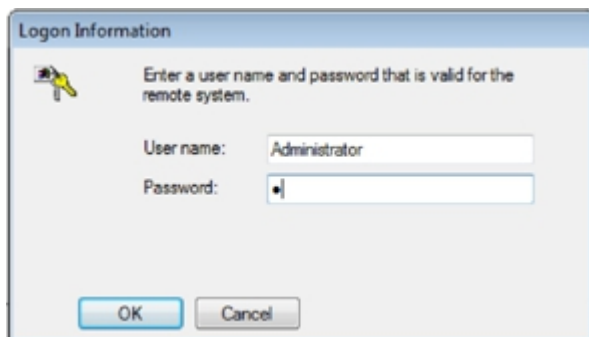 Logon Information
Enter a user name and password that is valid for the
remote system.
User name: Administrator
Password: •
OK Cancel